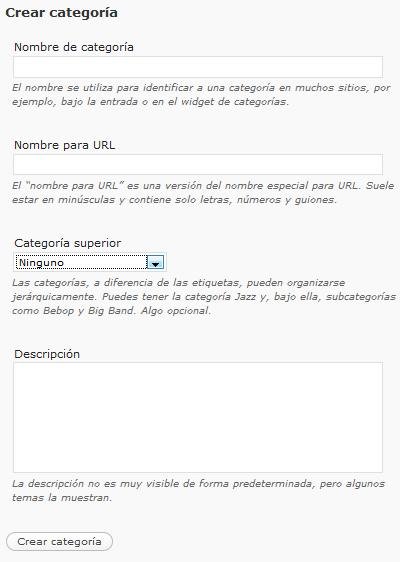 Crear categoría
Nombre de categoría
El nombre se utiliza para identificar a una categoría en muchos sitios, por
ejemplo, bajo la entrada o en el widget de categorías.
Nombre para URL
El “nombre para URL” es una versión del nombre especial para URL. Suele
estar en minúsculas y contiene solo letras, números y guiones.
Categoría superior
Ninguno
Las categorías, a diferencia de las etiquetas, pueden organizarse
jerárquicamente. Puedes tener la categoría Jazz y, bajo ella, subcategorías
como Bebop y Big Band. Algo opcional.
Descripción
La descripción no es muy visible de forma predeterminada, pero algunos
temas la muestran.
Crear categoría